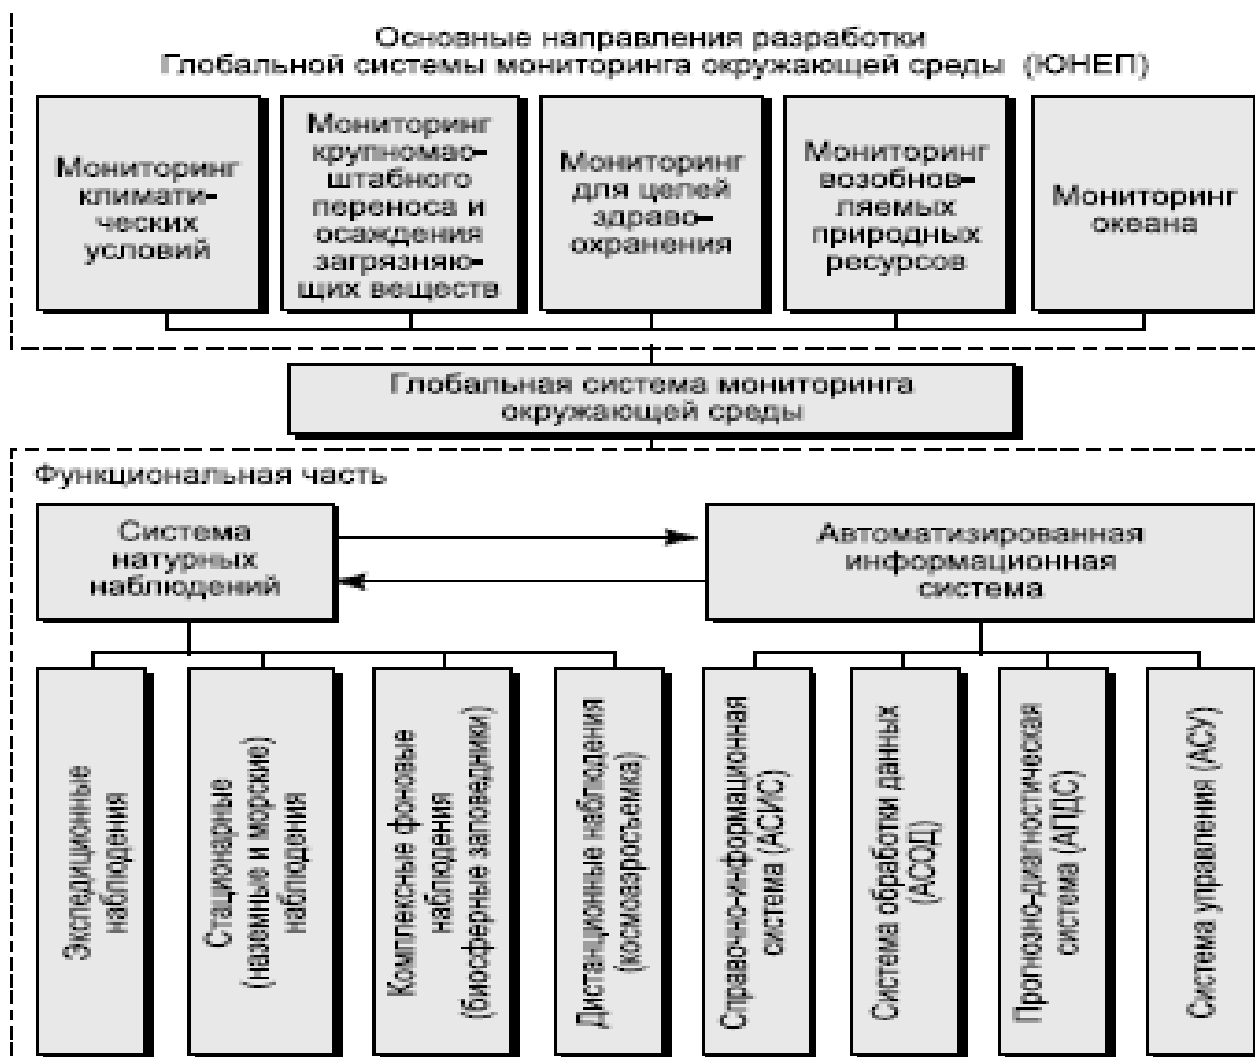 Основные направления разработки
Глобальной системы мониторинга окружающей среды (ЮНЕП)
Мониторинг
климати-
ческих
условий
Мониторинг
крупномас-
штабного
переноса и
осаждения
загрязняю-
щих веществ
Мониторинг
для целей
здраво-
охранения
Мониторинг
возобнов-
ляемых
природных
ресурсов
Мониторинг
океана
Глобальная система мониторинга
окружающей среды
Функциональная часть
Система
натурных
наблюдений
Автоматизированная
информационная
система
Экспедиционные
наблюдения
Стационарные
(наземные и морские)
наблюдения
Комплексные фоновые
наблюдения
(биосферные заповедники)
Дистанционные наблюдения
(космоаэросъемка)
Справочно-информационная
система (АСИС)
Система обработки данных
(АСОД)
Прогнозно-диагностическая
система (АПДС)
Система управления (АСУ)